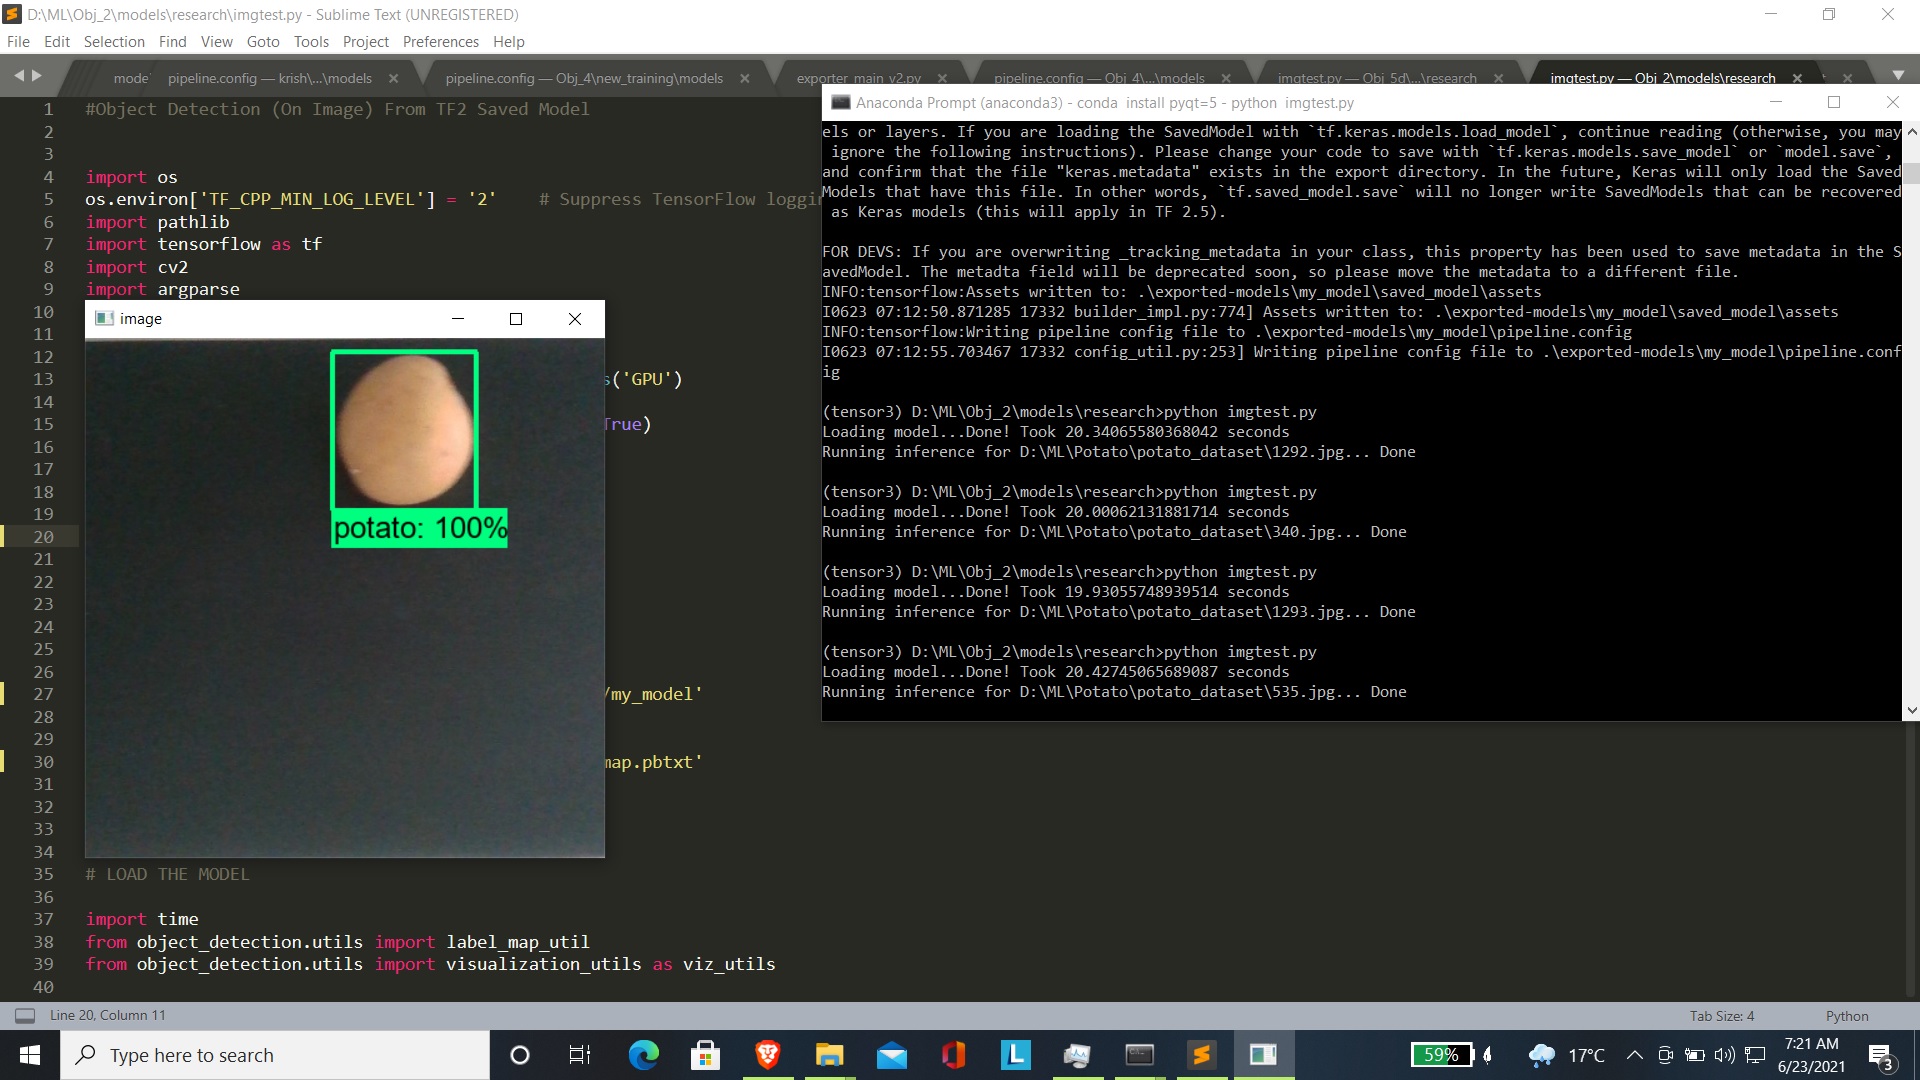 D:\ML\Obj_2\models\research\imgtest.py - Sublime Text (UNREGISTERED)
File Edit Selection Find View Goto Tools Project Preferences Help
mode pipeline.config — krish\...\models pipeline.config — Obj_4\new_training\models exporter_main_v2.py pipeline.config — Obj_4\...\models imgtest.py — Obj_5d\...\research imgtest.py — Obj_2\models\research
1 #Object Detection (On Image) From TF2 Saved Model
2
3
4 import os
5 os.environ['TF_CPP_MIN_LOG_LEVEL'] = '2' # Suppress TensorFlow loggin
6 import pathlib
7 import tensorflow as tf
8 import cv2
9 import argparse
10
11
12
13 s('GPU')
14
15 True)
16
17
18
19
20
21
22
23
24
25
26
27 /my_model'
28
29
30 map.pbtxt'
31
32
33
34
35 # LOAD THE MODEL
36
37 import time
38 from object_detection.utils import label_map_util
39 from object_detection.utils import visualization_utils as viz_utils
40
image
potato: 100%
Anaconda Prompt (anaconda3) - conda install pyqt=5 - python imgtest.py
els or layers. If you are loading the SavedModel with `tf.keras.models.load_model`, continue reading (otherwise, you may
ignore the following instructions). Please change your code to save with `tf.keras.models.save_model` or `model.save`,
and confirm that the file "keras.metadata" exists in the export directory. In the future, Keras will only load the Saved
Models that have this file. In other words, `tf.saved_model.save` will no longer write SavedModels that can be recovered
as Keras models (this will apply in TF 2.5).
FOR DEVS: If you are overwriting _tracking_metadata in your class, this property has been used to save metadata in the S
avedModel. The metadta field will be deprecated soon, so please move the metadata to a different file.
INFO:tensorflow:Assets written to: .\exported-models\my_model\saved_model\assets
I0623 07:12:50.871285 17332 builder_impl.py:774] Assets written to: .\exported-models\my_model\saved_model\assets
INFO:tensorflow:Writing pipeline config file to .\exported-models\my_model\pipeline.config
I0623 07:12:55.703467 17332 config_util.py:253] Writing pipeline config file to .\exported-models\my_model\pipeline.conf
ig
(tensor3) D:\ML\Obj_2\models\research>python imgtest.py
Loading model...Done! Took 20.34065580368042 seconds
Running inference for D:\ML\Potato\potato_dataset\1292.jpg... Done
(tensor3) D:\ML\Obj_2\models\research>python imgtest.py
Loading model...Done! Took 20.00062131881714 seconds
Running inference for D:\ML\Potato\potato_dataset\340.jpg... Done
(tensor3) D:\ML\Obj_2\models\research>python imgtest.py
Loading model...Done! Took 19.93055748939514 seconds
Running inference for D:\ML\Potato\potato_dataset\1293.jpg... Done
(tensor3) D:\ML\Obj_2\models\research>python imgtest.py
Loading model...Done! Took 20.42745065689087 seconds
Running inference for D:\ML\Potato\potato_dataset\535.jpg... Done
Line 20, Column 11 Tab Size: 4 Python
Type here to search 59% 17°C 7:21 AM
6/23/2021 3